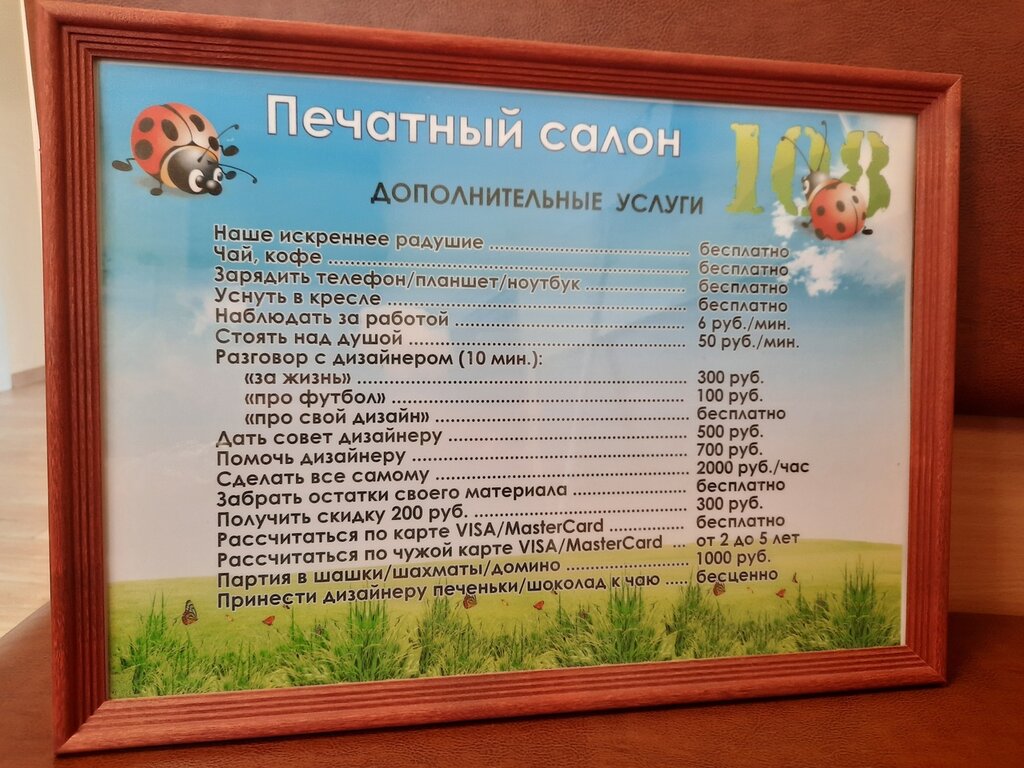 Печатный салон 108
ДОПОЛНИТЕЛЬНЫЕ УСЛУГИ
Наше искреннее радушие ........................................ бесплатно
Чай, кофе ........................................ бесплатно
Зарядить телефон/планшет/ноутбук .................. бесплатно
Уснуть в кресле ........................................ бесплатно
Наблюдать за работой ........................................ 6 руб./мин.
Стоять над душой ........................................ 50 руб./мин.
Разговор с дизайнером (10 мин.):
«за жизнь» ........................................ 300 руб.
«про футбол» ........................................ 100 руб.
«про свой дизайн» ........................................ бесплатно
Дать совет дизайнеру ........................................ 500 руб.
Помочь дизайнеру ........................................ 700 руб.
Сделать все самому ........................................ 2000 руб./час
Забрать остатки своего материала .................... бесплатно
Получить скидку 200 руб. ........................................ 300 руб.
Рассчитаться по карте VISA/MasterCard ............. бесплатно
Рассчитаться по чужой карте VISA/MasterCard ... от 2 до 5 лет
Партия в шашки/шахматы/домино .................... 1000 руб.
Принести дизайнеру печеньки/шоколад к чаю ..... бесценно